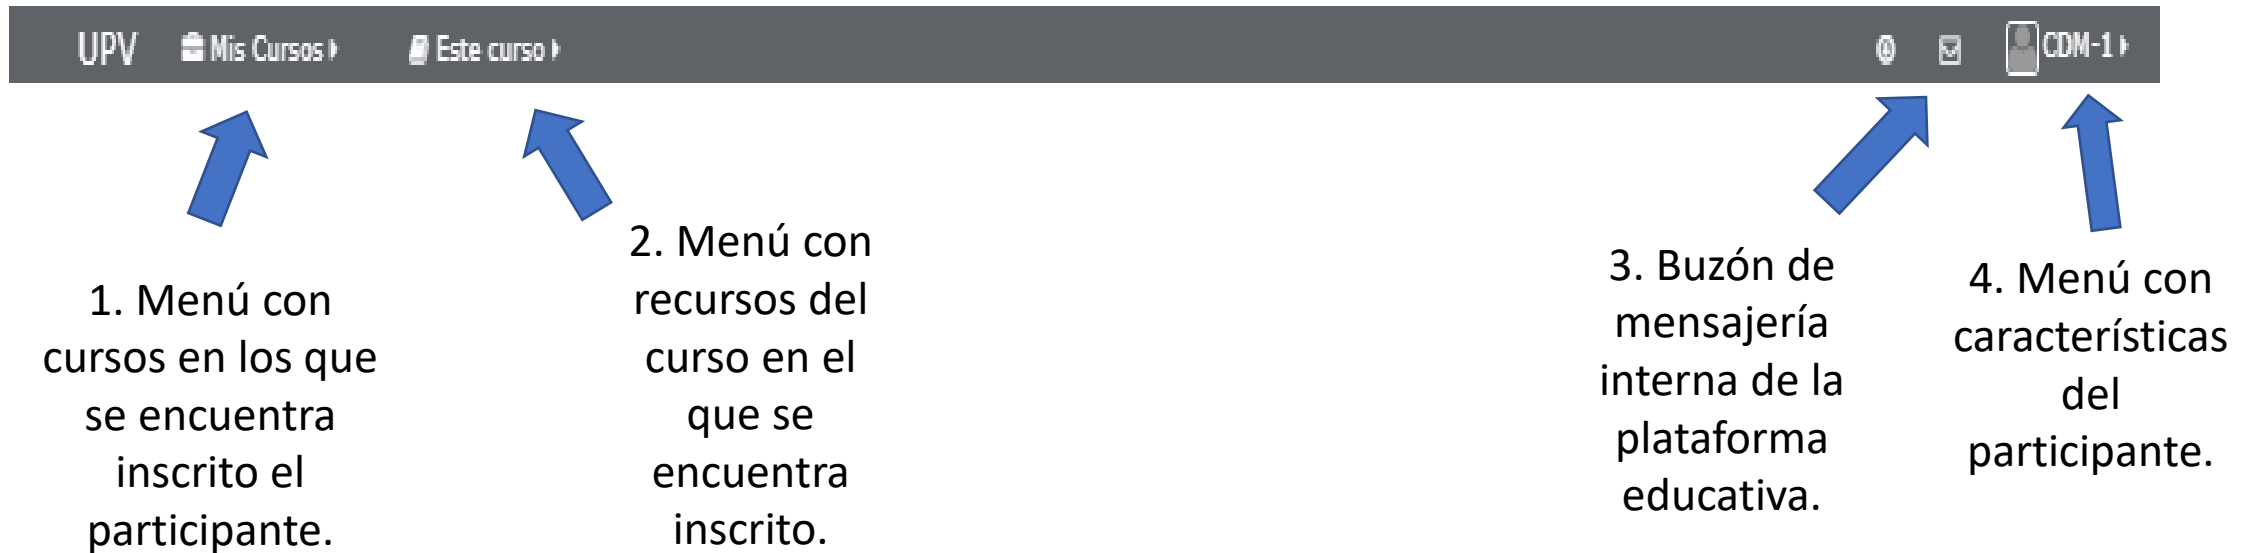 UPV Mis Cursos Este curso CDM-1
1. Menú con
cursos en los que
se encuentra
inscrito el
participante.
2. Menú con
recursos del
curso en el
que se
encuentra
inscrito.
3. Buzón de
mensajería
interna de la
plataforma
educativa.
4. Menú con
características
del
participante.